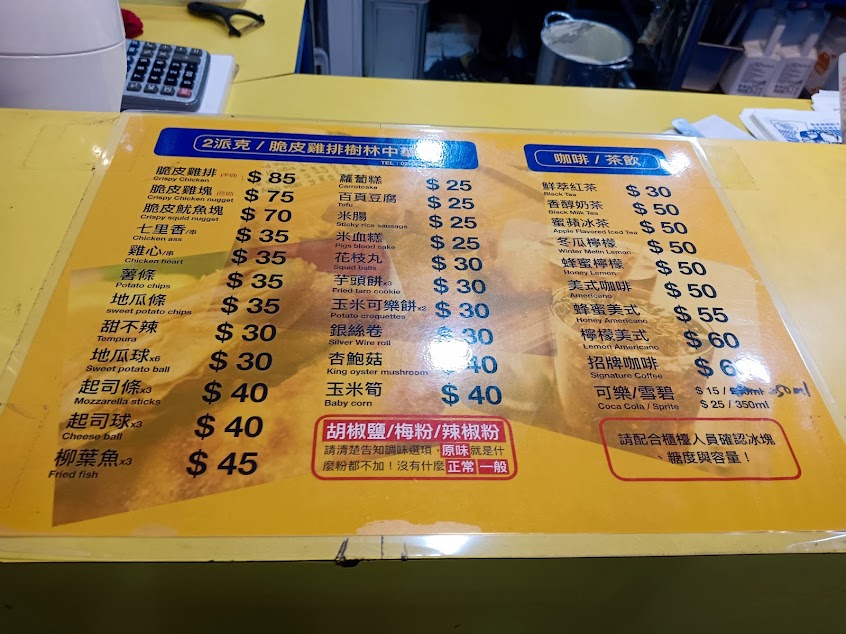 2派克 / 脆皮雞排樹林中
TEL : 02
脆皮雞排 $ 85
Crispy Chicken
脆皮雞塊 $ 75
Crispy Chicken nugget
脆皮魷魚塊 $ 70
Crispy squid nugget
七里香/串 $ 35
Chicken ass
雞心/串 $ 35
Chicken heart
薯條 $ 35
Potato chips
地瓜條 $ 35
sweet potato chips
甜不辣 $ 30
Tempura
地瓜球x6 $ 30
Sweet potato ball
起司條x3 $ 40
Mozzarella sticks
起司球x3 $ 40
Cheese ball
柳葉魚x3 $ 45
Fried fish
蘿蔔糕 $ 25
Carrotcake
百頁豆腐 $ 25
Tofu
米腸 $ 25
Sticky rice sausage
米血糕 $ 25
Pigs blood cake
花枝丸 $ 30
Squid balls
芋頭餅x3 $ 30
Fried taro cookie
玉米可樂餅x2 $ 30
Potato croquettes
銀絲卷 $ 30
Silver Wire roll
杏鮑菇 $ 40
King oyster mushroom
玉米筍 $ 40
Baby corn
胡椒鹽/梅粉/辣椒粉
請清楚告知調味選項，原味就是什
麼粉都不加！沒有什麼正常一般
咖啡 / 茶飲
鮮萃紅茶 $ 30
Black Tea
香醇奶茶 $ 50
Black Milk Tea
蜜蘋冰茶 $ 50
Apple Flavored Iced Tea
冬瓜檸檬 $ 50
Winter Melm Lemon
蜂蜜檸檬 $ 50
Honey Lemon
美式咖啡 $ 50
Americano
蜂蜜美式 $ 55
Honey Americano
檸檬美式 $ 60
Lemon Americano
招牌咖啡 $ 6
Signature Coffee
可樂/雪碧 $ 15 / 50ml
Coca Cola / Sprite $ 25 / 350ml
請配合櫃檯人員確認冰塊
、糖度與容量！